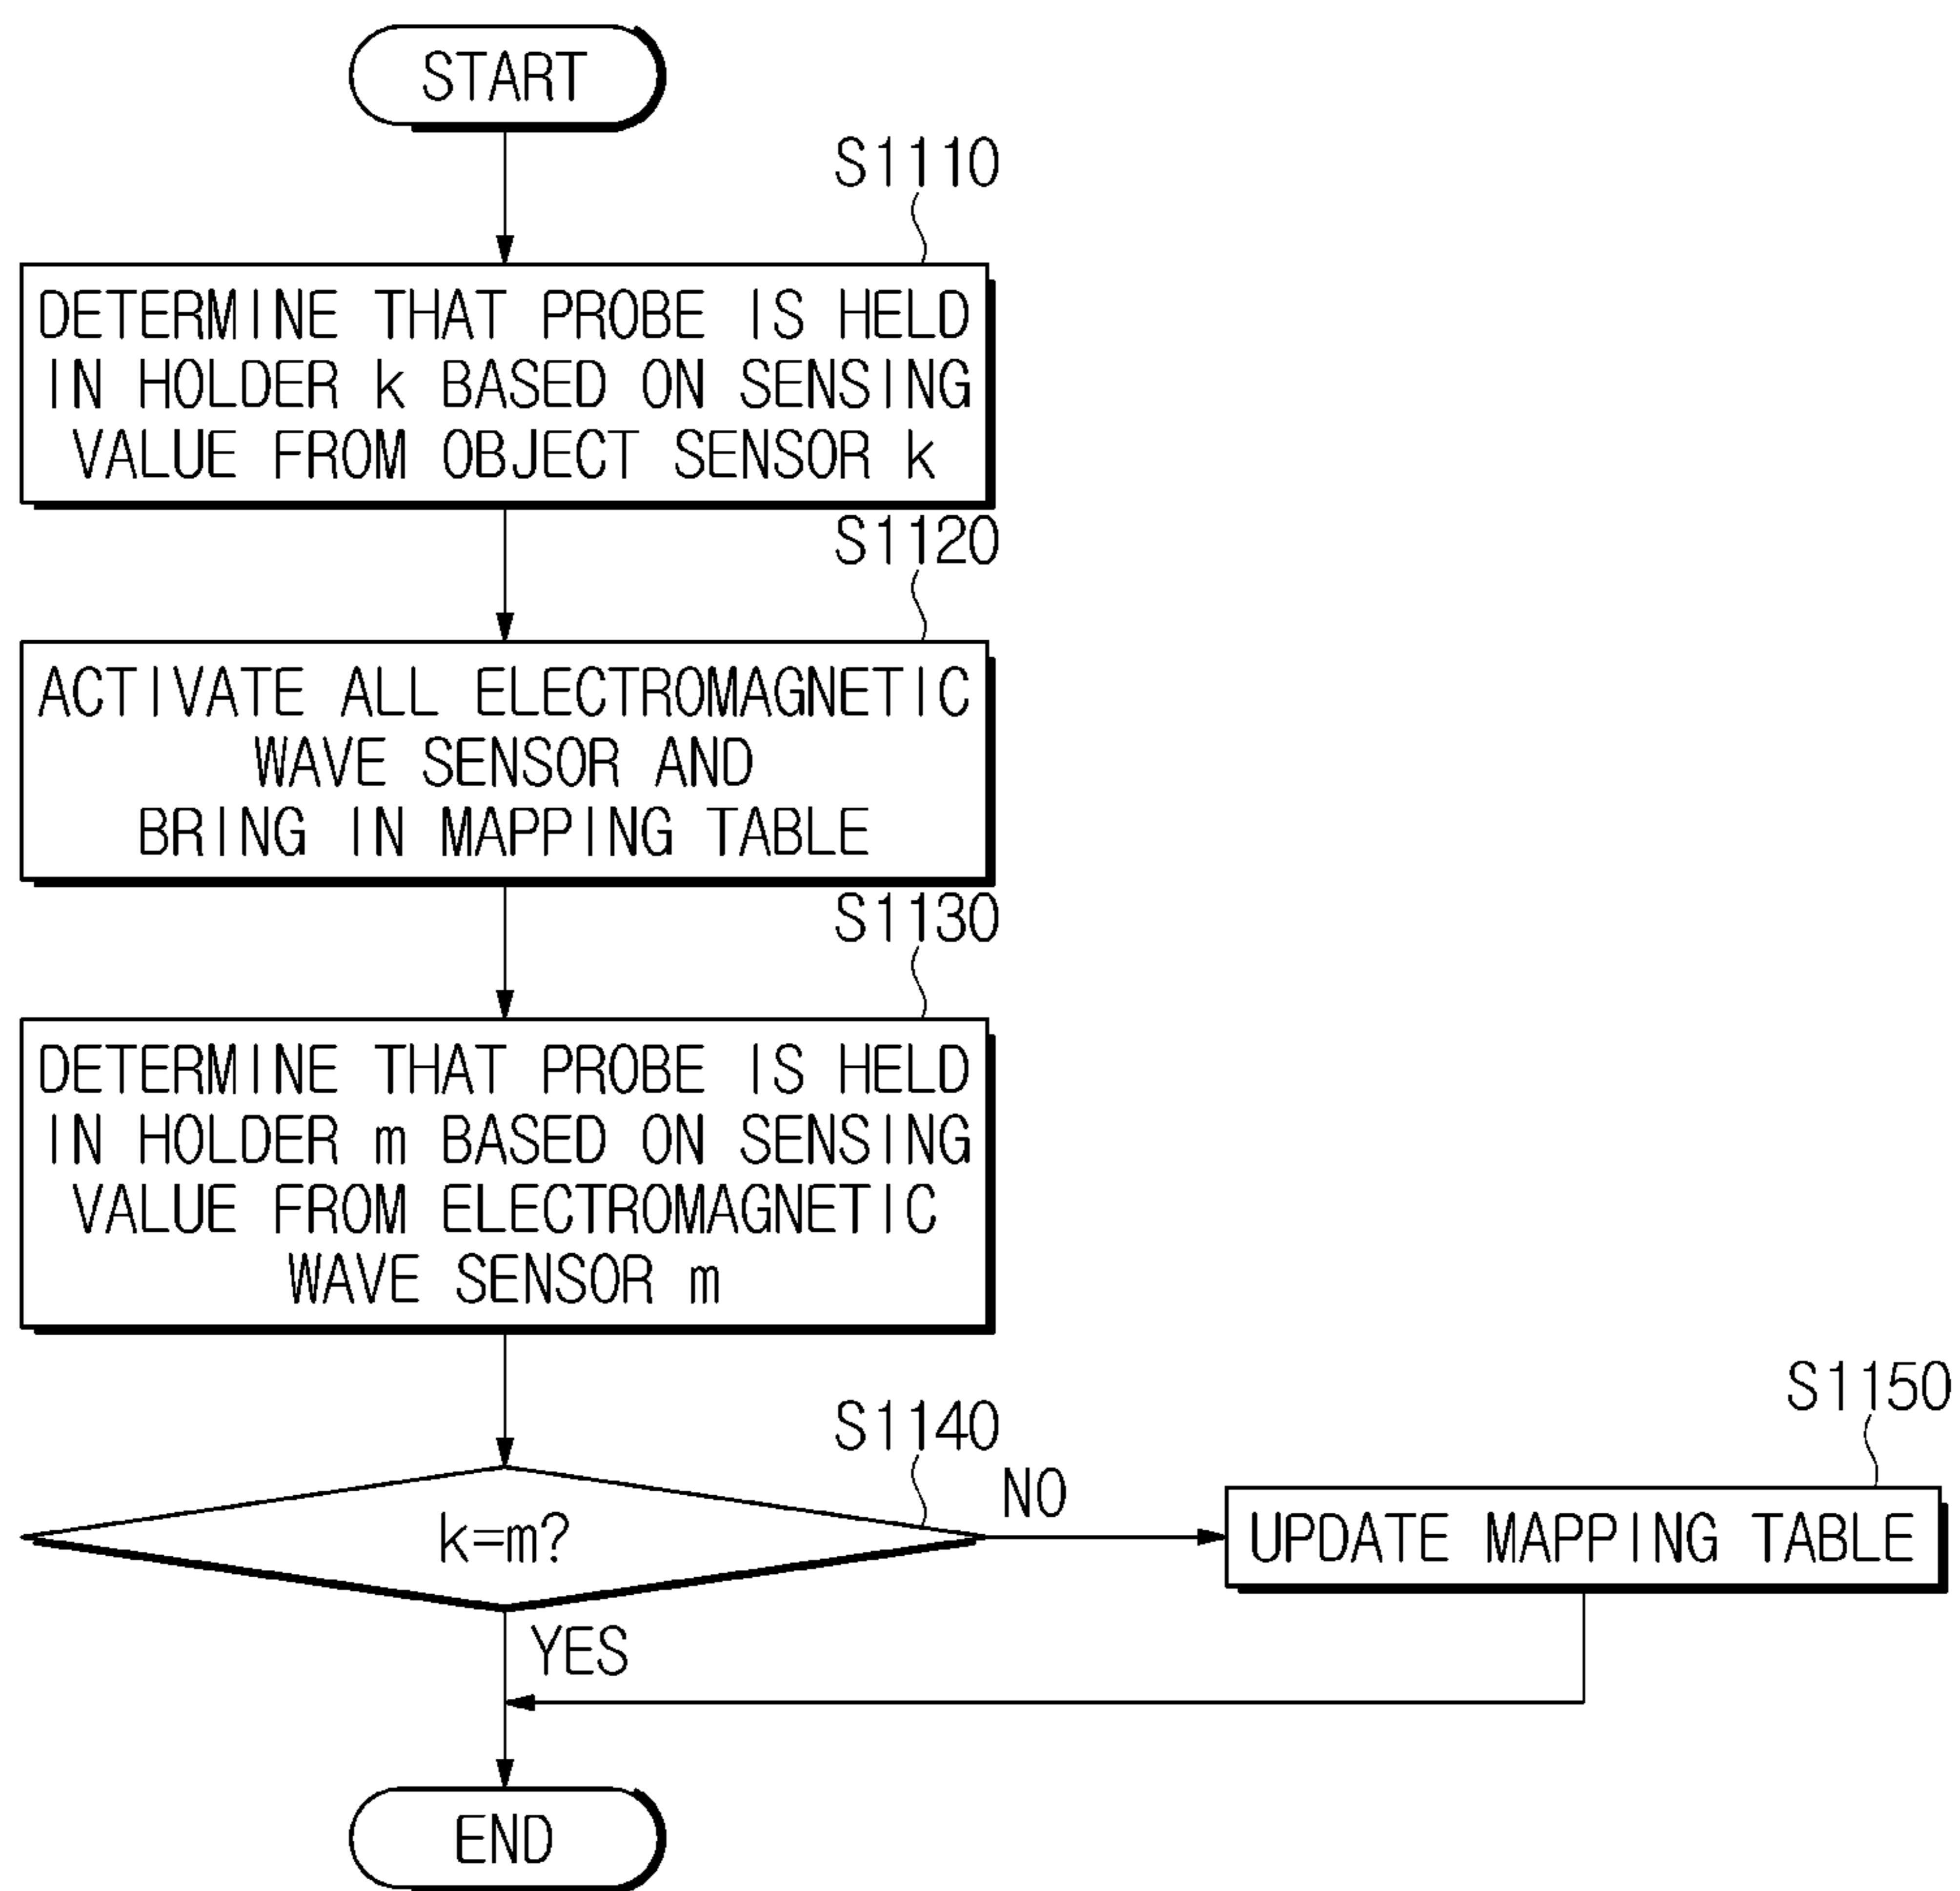 START
S1110
DETERMINE THAT PROBE IS HELD
IN HOLDER k BASED ON SENSING
VALUE FROM OBJECT SENSOR k
S1120
ACTIVATE ALL ELECTROMAGNETIC
WAVE SENSOR AND
BRING IN MAPPING TABLE
S1130
DETERMINE THAT PROBE IS HELD
IN HOLDER m BASED ON SENSING
VALUE FROM ELECTROMAGNETIC
WAVE SENSOR m
S1140
k=m?
NO
S1150
UPDATE MAPPING TABLE
YES
END